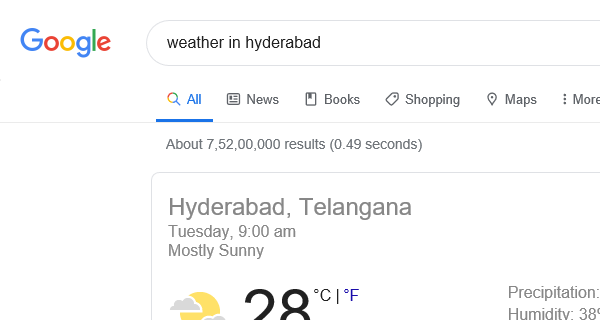 Google
weather in hyderabad
All News Books Shopping Maps More
About 7,52,00,000 results (0.49 seconds)
Hyderabad, Telangana
Tuesday, 9:00 am
Mostly Sunny
28 °C | °F
Precipitation:
Humidity: 38%